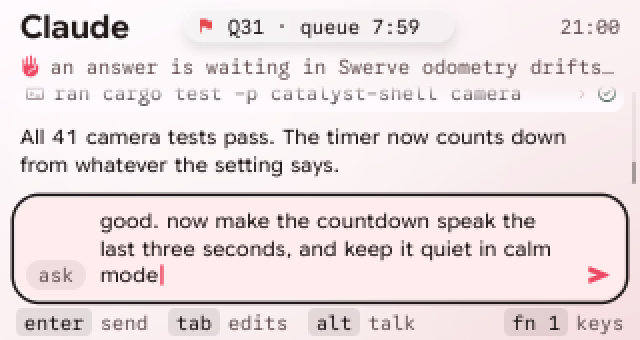 Claude
Q31 · queue 7:59
21:00
an answer is waiting in Swerve odometry drifts…
ran cargo test -p catalyst-shell camera
All 41 camera tests pass. The timer now counts down
from whatever the setting says.
good. now make the countdown speak the
last three seconds, and keep it quiet in calm
ask mode
enter send tab edits alt talk fn 1 keys